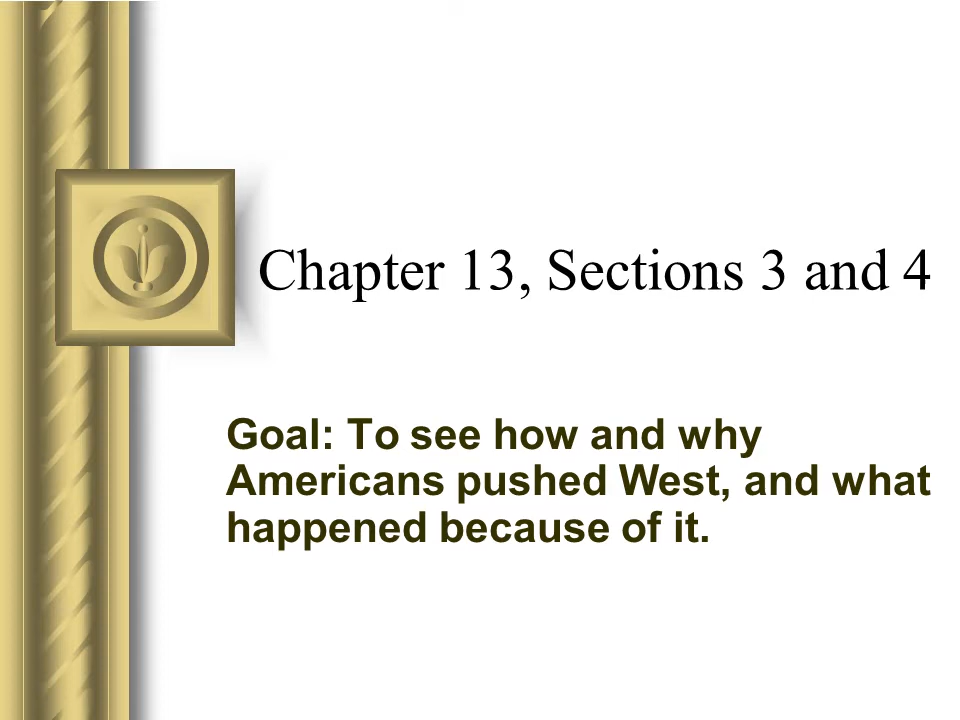 Chapter 13, Sections 3 and 4
Goal: To see how and why
Americans pushed West, and what
happened because of it.